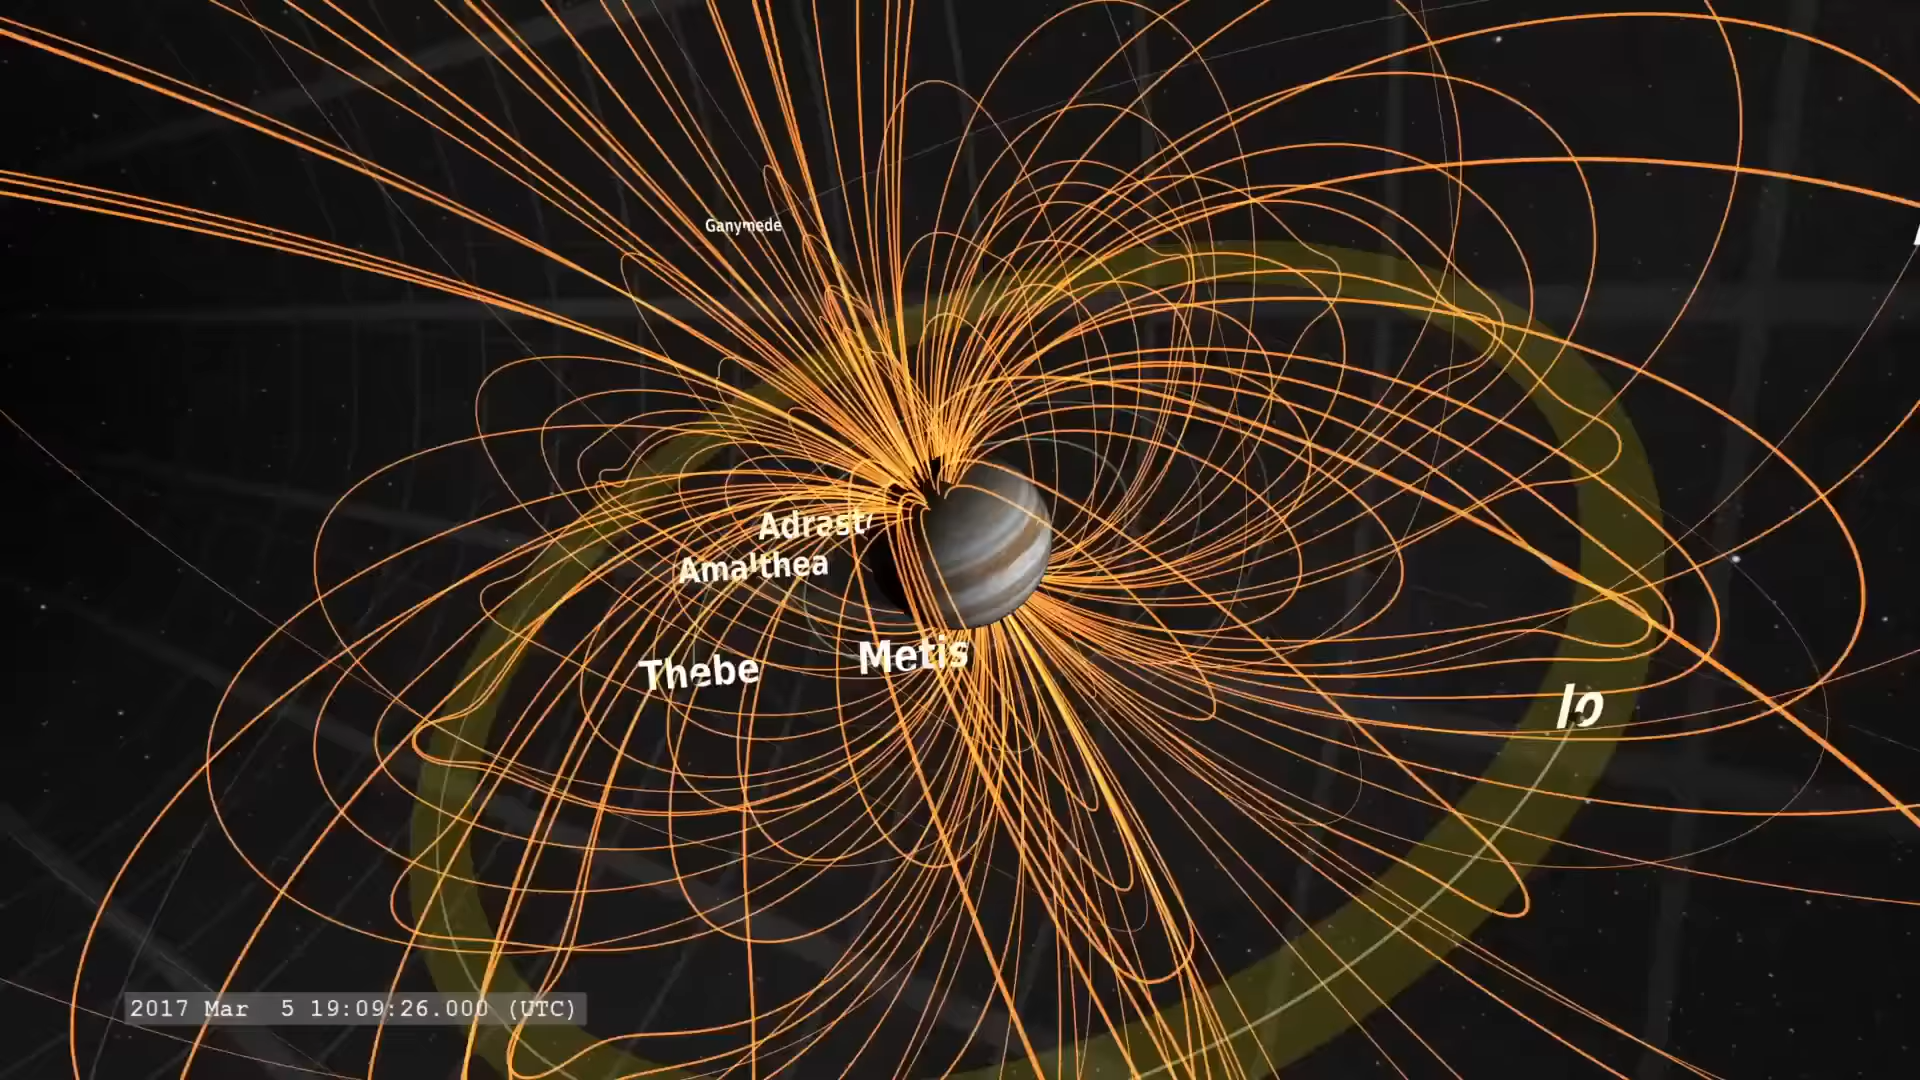 Ganymede
Adrast
Amalthea
Metis
Thebe
Io
2017 Mar  5 19:09:26.000 (UTC)